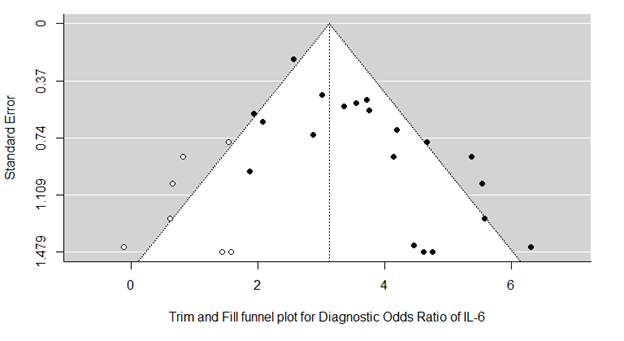 Standard Error
0
0.37
0.74
1.109
1.479
0 2 4 6
Trim and Fill funnel plot for Diagnostic Odds Ratio of IL-6